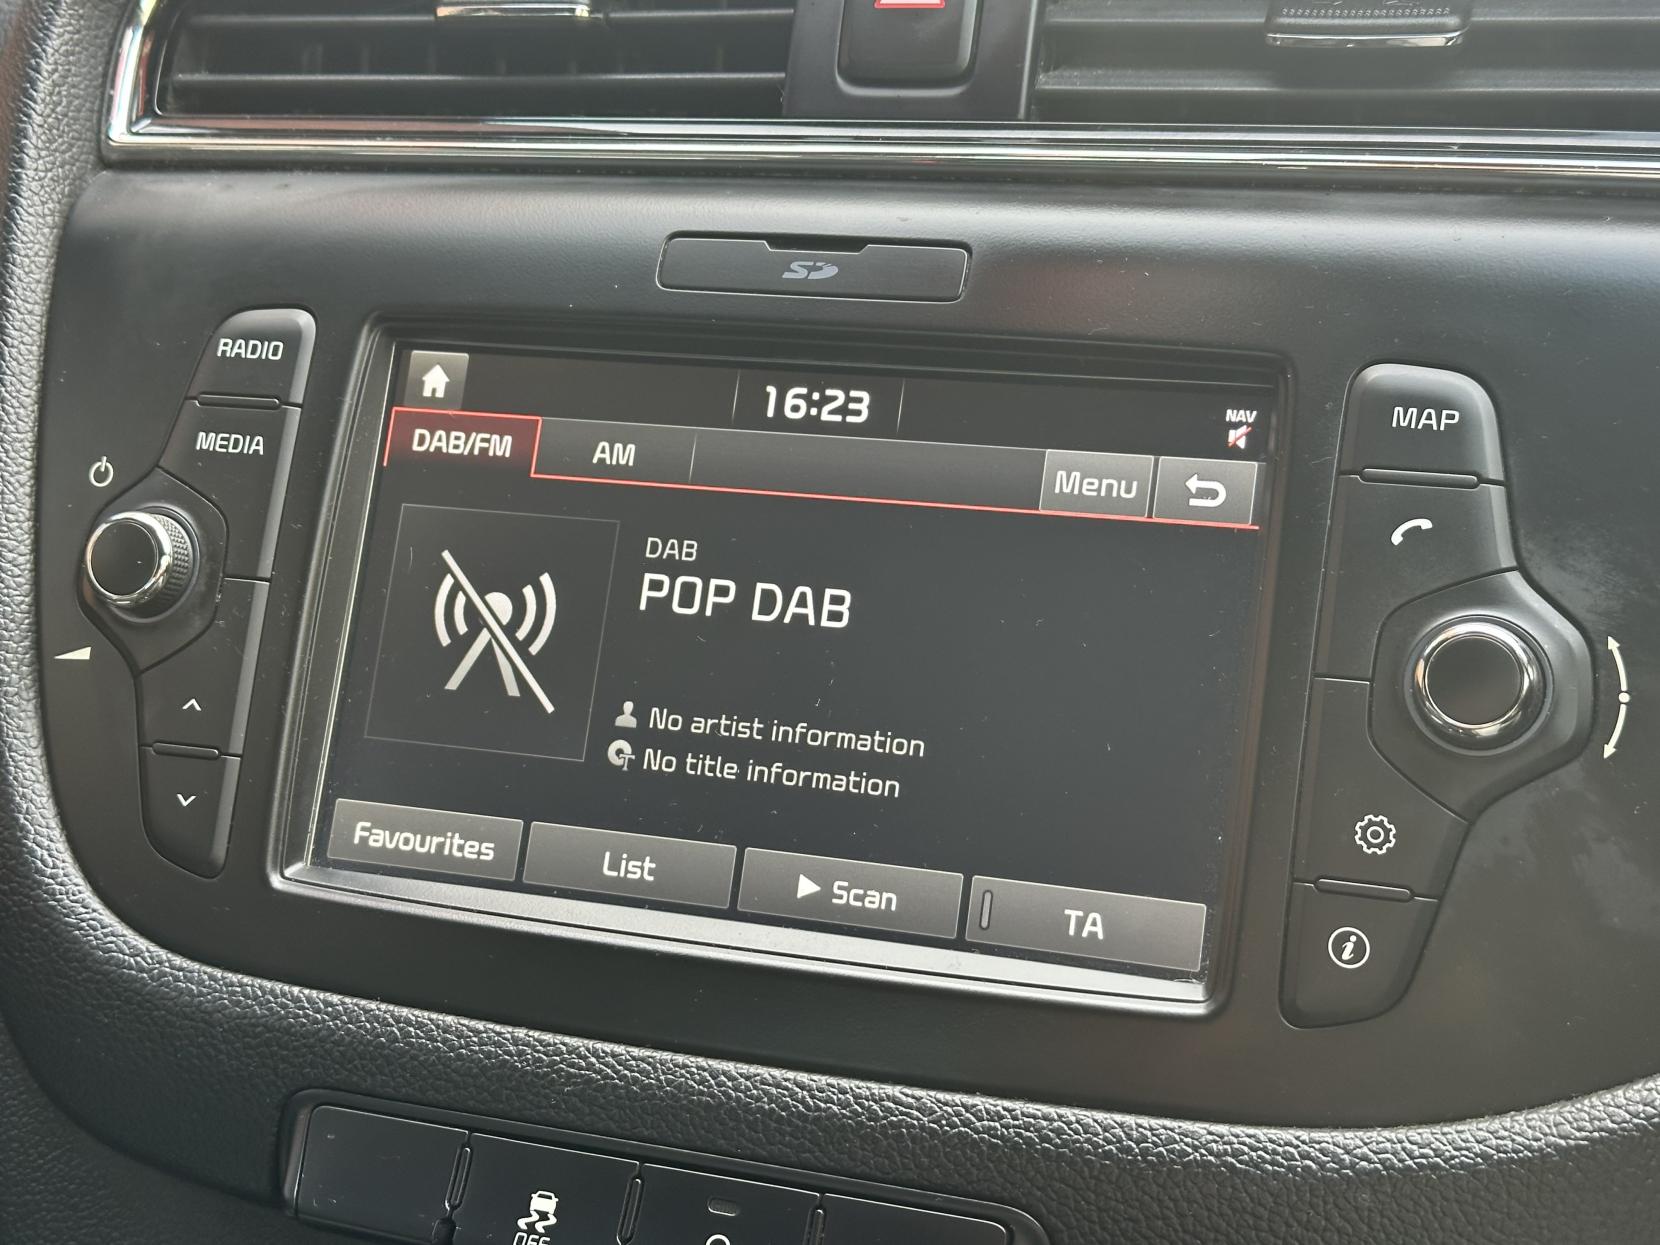 SD
RADIO
MEDIA
16:23
NAV
DAB/FM
AM
Menu
DAB
POP DAB
No artist information
T
No title information
Favourites
List
Scan
TA
MAP
i
OFF